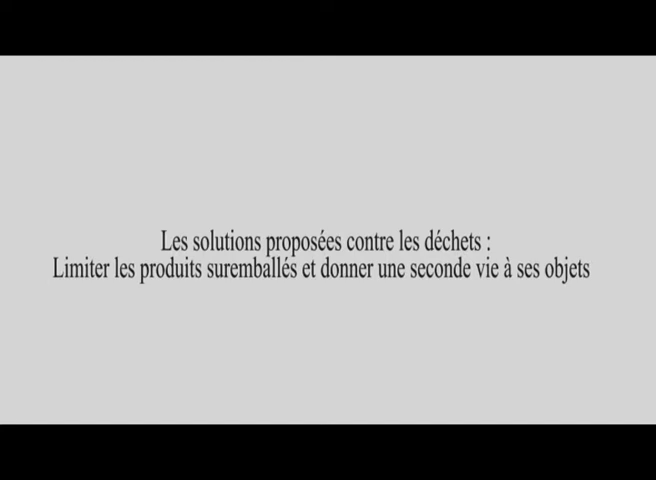 Les solutions proposées contre les déchets :
Limiter les produits suremballés et donner une seconde vie à ses objets